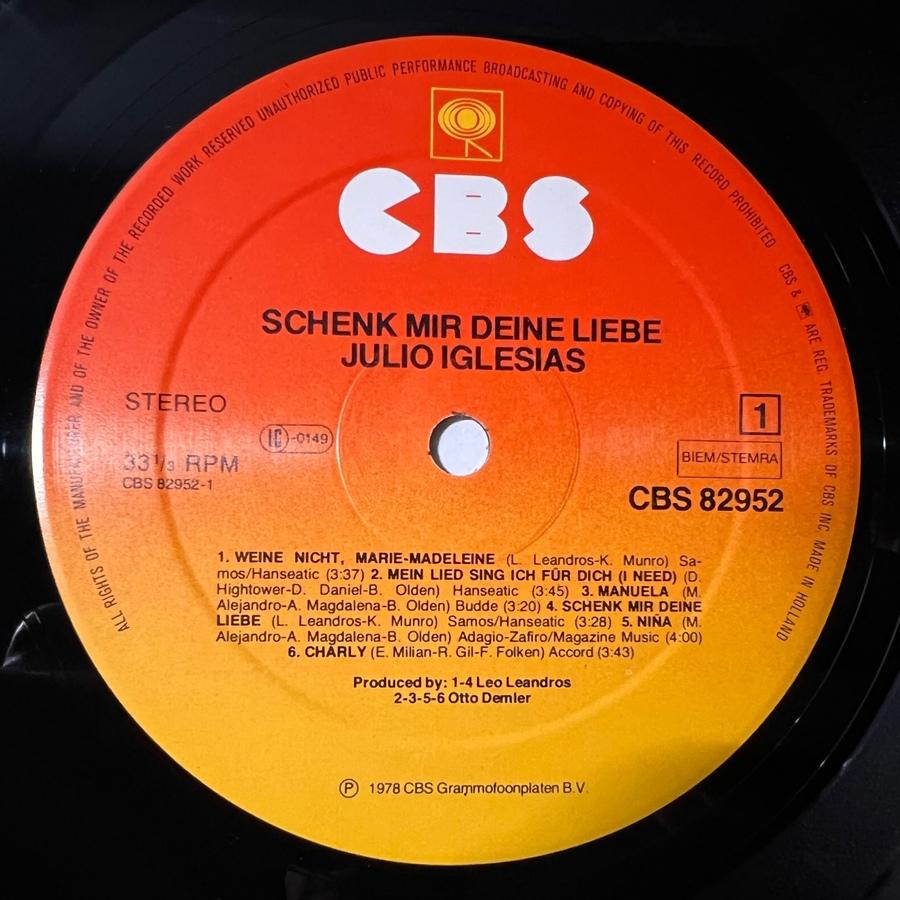 ALL RIGHTS OF THE MANUFACTURER AND OF THE OWNER OF THE RECORDED WORK RESERVED UNAUTHORIZED PUBLIC PERFORMANCE BROADCASTING AND COPYING OF THIS RECORD PROHIBITED
CBS & ARE REG. TRADEMARKS OF CBS INC MADE IN HOLLAND
CBS
SCHENK MIR DEINE LIEBE
JULIO IGLESIAS
STEREO
1
IC-0149
33 1/3 RPM
BIEM/STEMRA
CBS 82952-1
CBS 82952
1. WEINE NICHT, MARIE-MADELEINE (L. Leandros-K. Munro) Sa-
mos/Hanseatic (3:37) 2. MEIN LIED SING ICH FÜR DICH (I NEED) (D.
Hightower-D. Daniel-B. Olden) Hanseatic (3:45) 3. MANUELA (M.
Alejandro-A. Magdalena-B. Olden) Budde (3:20) 4. SCHENK MIR DEINE
LIEBE (L. Leandros-K. Munro) Samos/Hanseatic (3:28) 5. NIÑA (M.
Alejandro-A. Magdalena-B. Olden) Adagio-Zafiro/Magazine Music (4:00)
6. CHARLY (E. Milian-R. Gil-F. Folken) Accord (3:43)
Produced by: 1-4 Leo Leandros
2-3-5-6 Otto Demler
Ⓟ 1978 CBS Grammofoonplaten B.V.